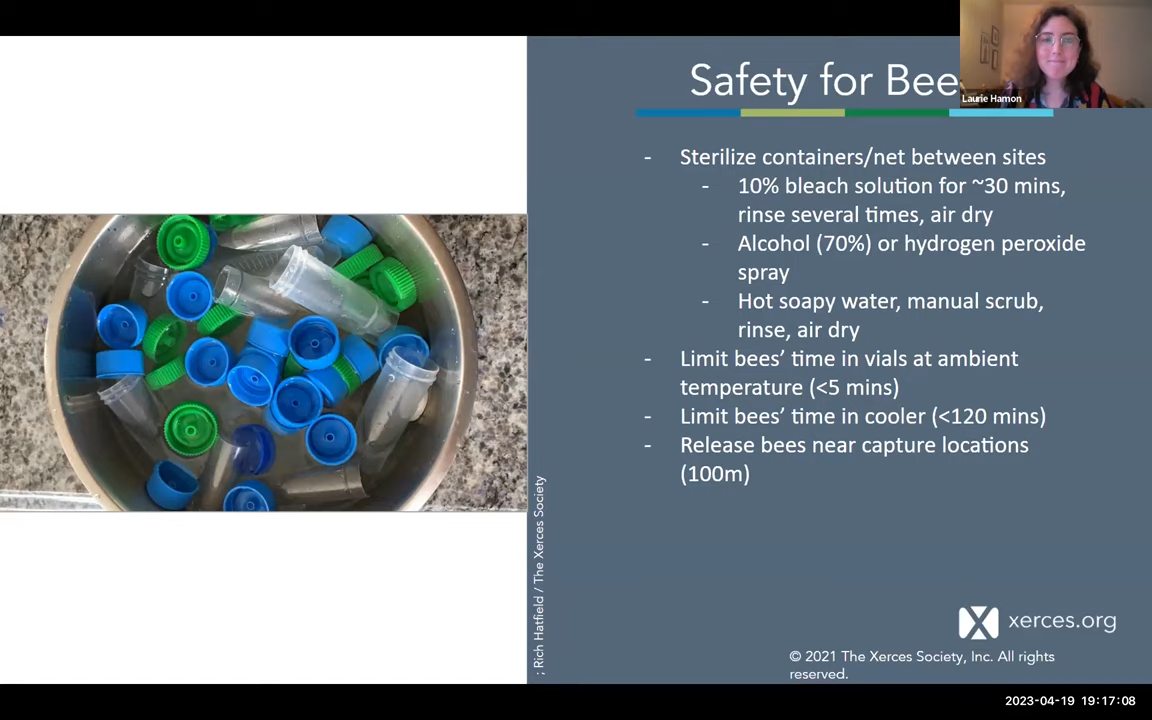 Safety for Bee
Laurie Hamon
- Sterilize containers/net between sites
- 10% bleach solution for ~30 mins,
rinse several times, air dry
- Alcohol (70%) or hydrogen peroxide
spray
- Hot soapy water, manual scrub,
rinse, air dry
- Limit bees’ time in vials at ambient
temperature (<5 mins)
- Limit bees’ time in cooler (<120 mins)
- Release bees near capture locations
(100m)
; Rich Hatfield / The Xerces Society
xerces.org
© 2021 The Xerces Society, Inc. All rights
reserved.
2023-04-19 19:17:08